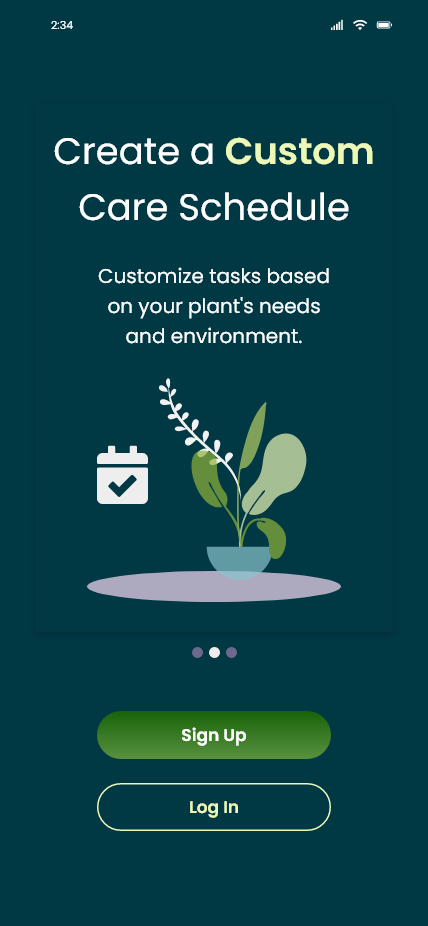 2:34
Create a Custom
Care Schedule
Customize tasks based
on your plant's needs
and environment.
Sign Up
Log In